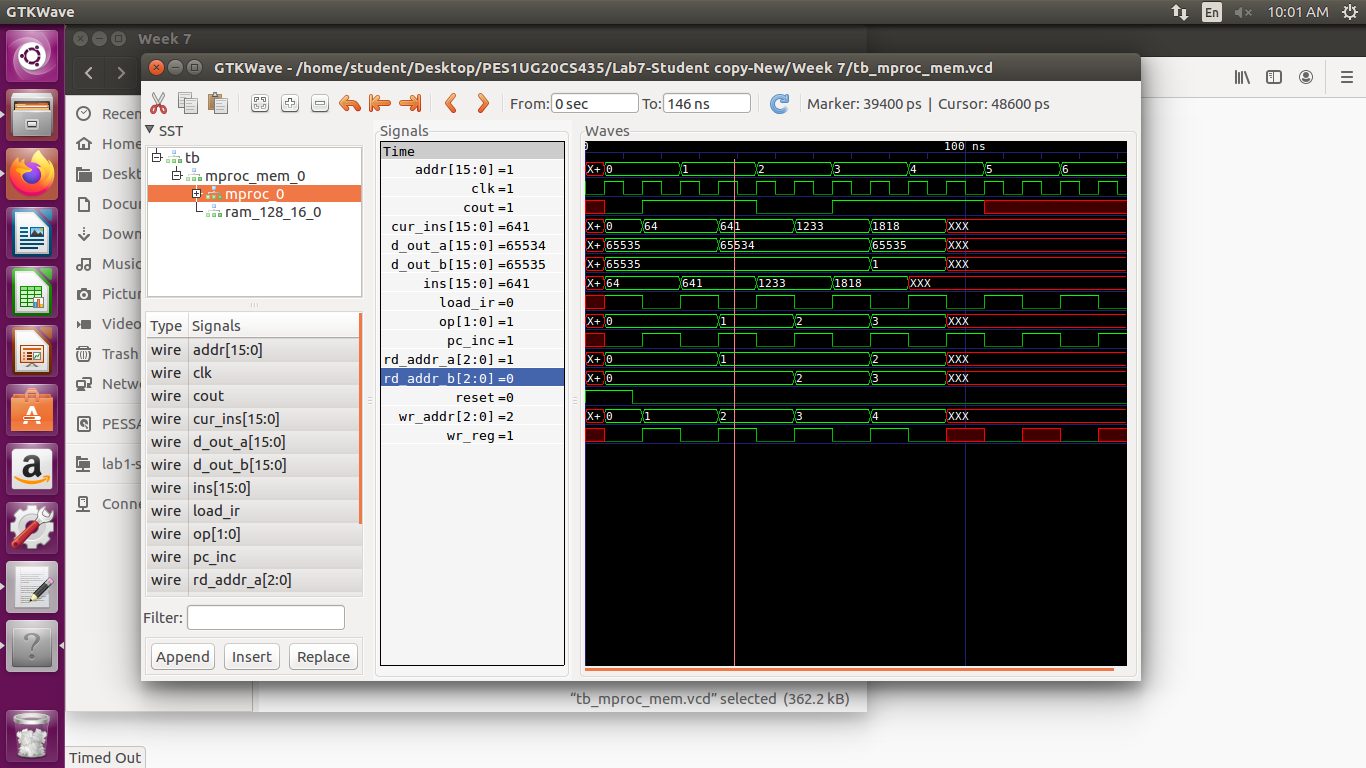 GTKWave
En
10:01 AM
Week 7
GTKWave - /home/student/Desktop/PES1UG20CS435/Lab7-Student copy-New/Week 7/tb_mproc_mem.vcd
From: 0 sec To: 146 ns Marker: 39400 ps | Cursor: 48600 ps
Recen
Home
Deskt
Docu
Down
Music
Pictur
Video
Trash
Netwo
PESSA
lab1-s
Conne
SST
tb
mproc_mem_0
mproc_0
ram_128_16_0
Type Signals
wire addr[15:0]
wire clk
wire cout
wire cur_ins[15:0]
wire d_out_a[15:0]
wire d_out_b[15:0]
wire ins[15:0]
wire load_ir
wire op[1:0]
wire pc_inc
wire rd_addr_a[2:0]
Filter:
Append Insert Replace
Signals
Time
addr[15:0] =1
clk =1
cout =1
cur_ins[15:0] =641
d_out_a[15:0] =65534
d_out_b[15:0] =65535
ins[15:0] =641
load_ir =0
op[1:0] =1
pc_inc =1
rd_addr_a[2:0] =1
rd_addr_b[2:0] =0
reset =0
wr_addr[2:0] =2
wr_reg =1
Waves
0 100 ns
X+ 0 1 2 3 4 5 6
X+ 0 64 641 1233 1818 XXX
X+ 65535 65534 65535 XXX
X+ 65535 1 XXX
X+ 64 641 1233 1818 XXX
X+ 0 1 2 3 XXX
X+ 0 1 2 XXX
X+ 0 2 3 XXX
X+ 0 1 2 3 4 XXX
"tb_mproc_mem.vcd" selected (362.2 kB)
Timed Out